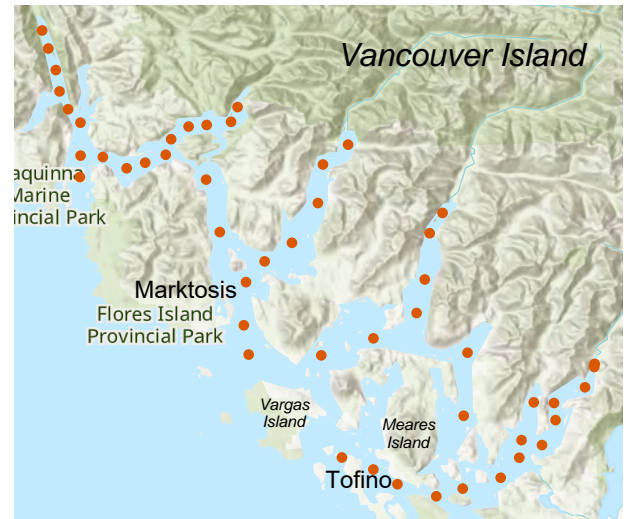 Vancouver Island
aquinna
Marine
incial Park
Marktosis
Flores Island
Provincial Park
Vargas
Island
Meares
Island
Tofino